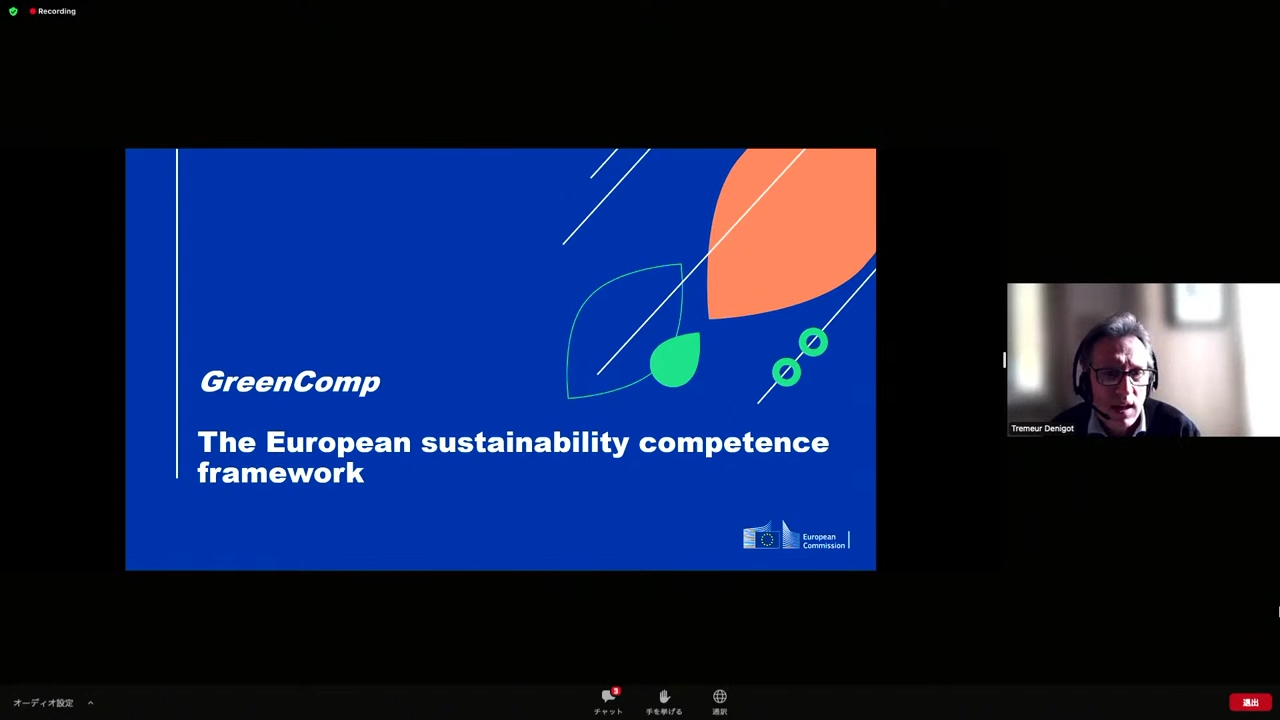 Recording
GreenComp
The European sustainability competence
framework
European
Commission
Tremeur Denigot
オーディオ設定
3
チャット
手を挙げる
通訳
退出